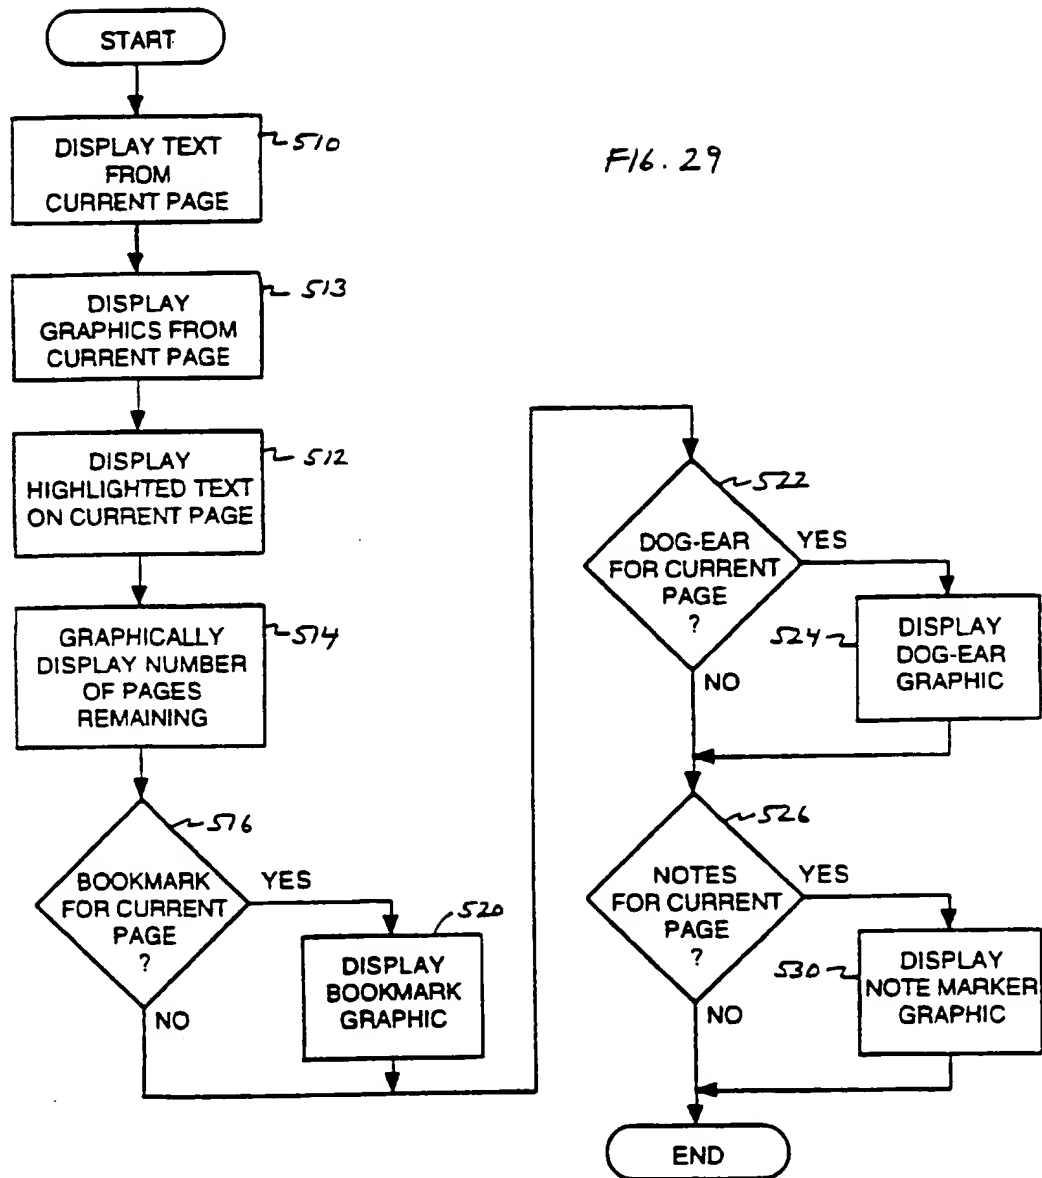 START
DISPLAY TEXT
FROM
CURRENT PAGE
510
FIG. 29
DISPLAY
GRAPHICS FROM
CURRENT PAGE
513
DISPLAY
HIGHLIGHTED TEXT
ON CURRENT PAGE
512
GRAPHICALLY
DISPLAY NUMBER
OF PAGES
REMAINING
514
BOOKMARK
FOR CURRENT
PAGE
?
516
YES
NO
DISPLAY
BOOKMARK
GRAPHIC
520
DOG-EAR
FOR CURRENT
PAGE
?
522
YES
NO
DISPLAY
DOG-EAR
GRAPHIC
524
NOTES
FOR CURRENT
PAGE
?
526
YES
NO
DISPLAY
NOTE MARKER
GRAPHIC
530
END